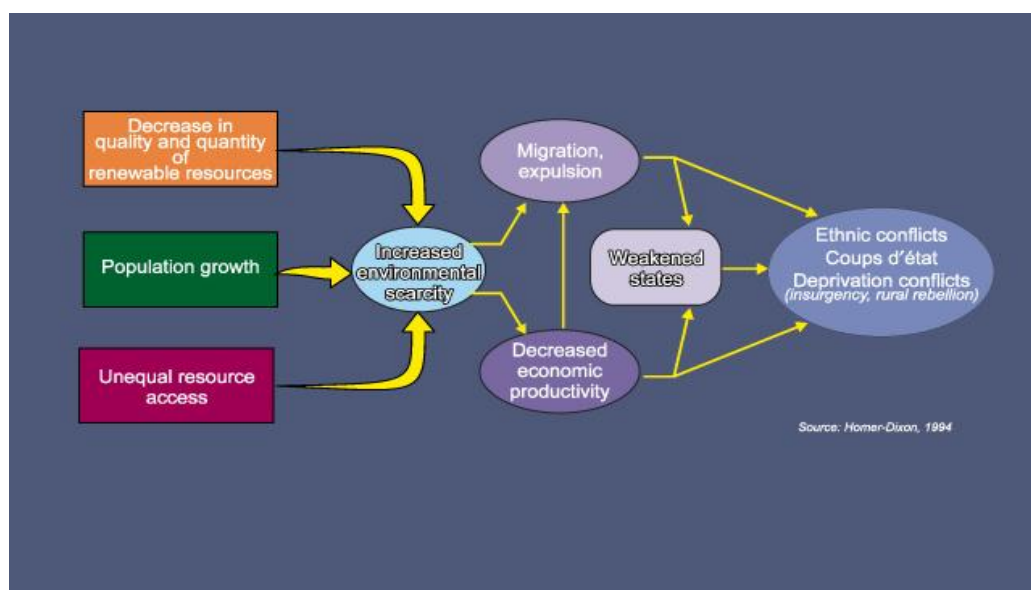 Decrease in
quality and quantity
of
renewable resources
Population growth
Unequal resource
access
Increased
environmental
scarcity
Migration,
expulsion
Decreased
economic
productivity
Weakened
states
Ethnic conflicts
Coups d'état
Deprivation conflicts
(insurgency, rural rebellion)
Source: Homer-Dixon, 1994